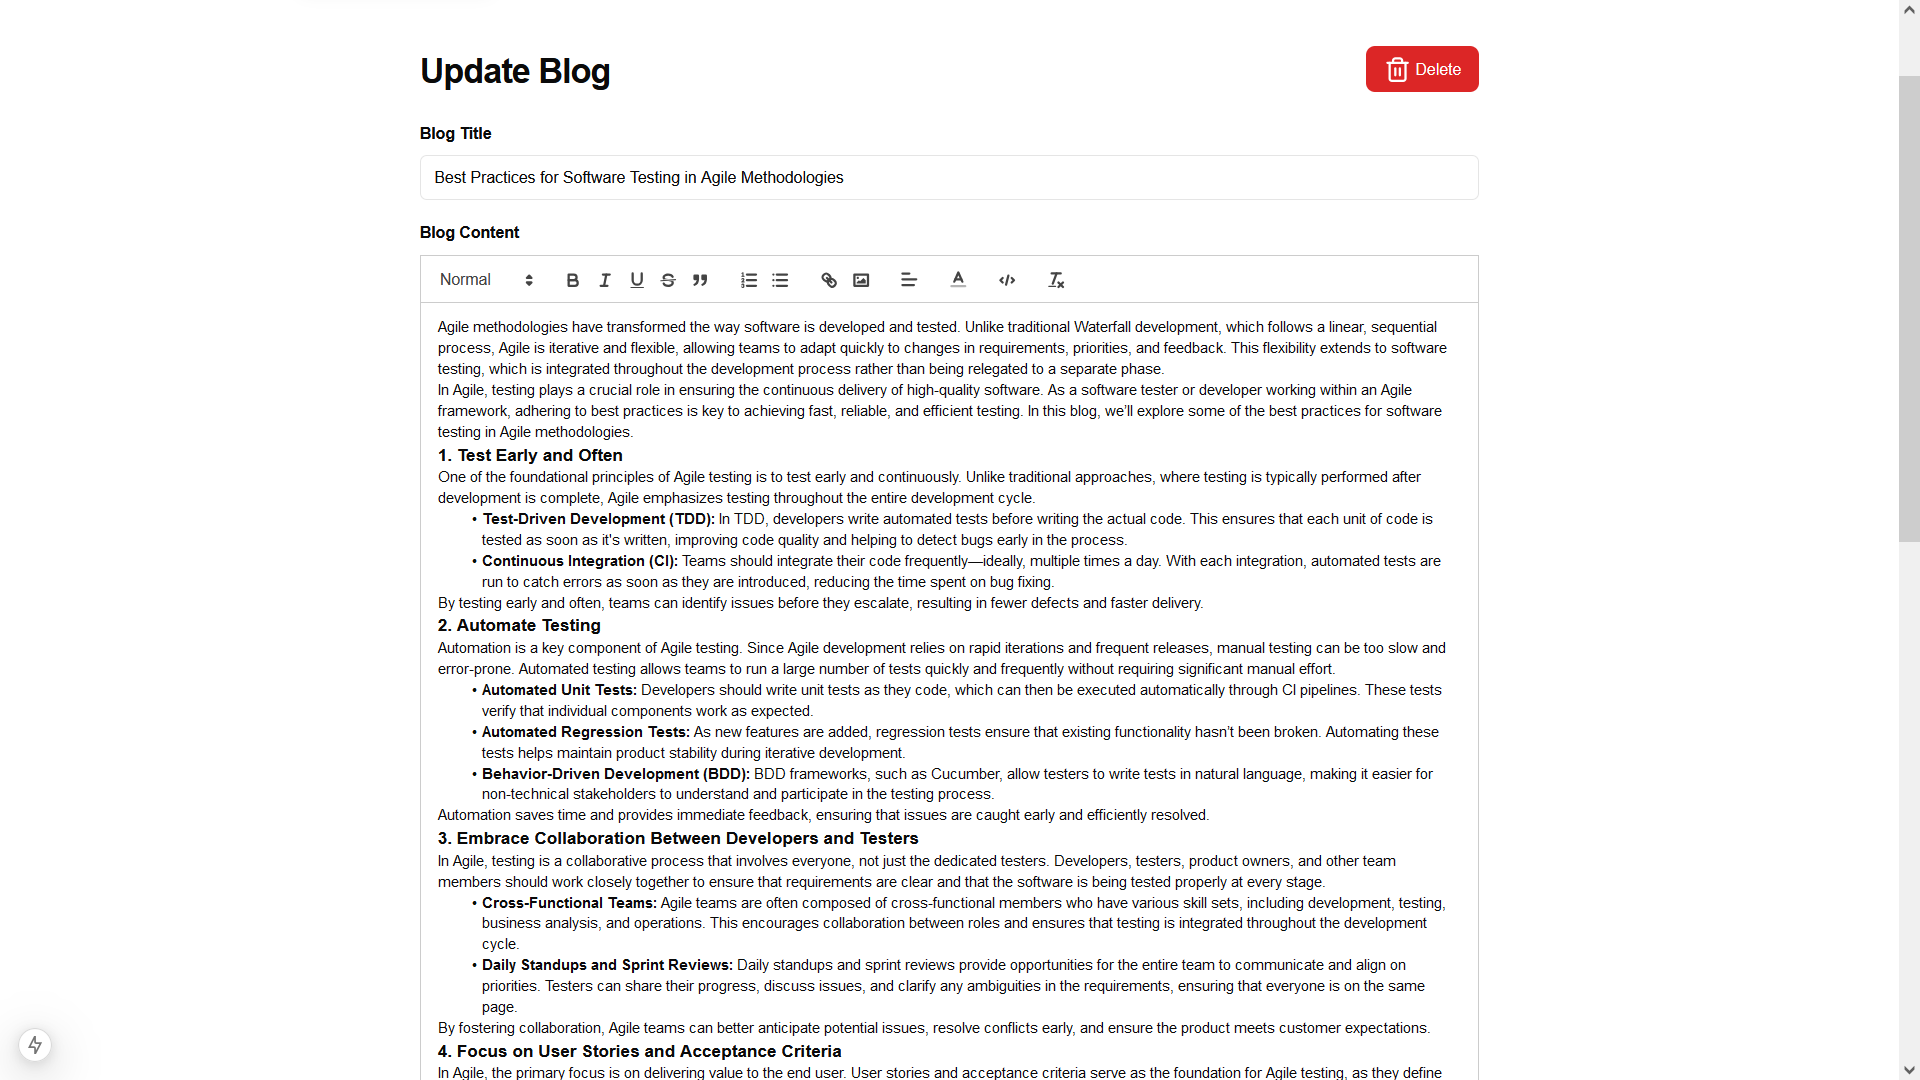 Update Blog
Delete
Blog Title
Best Practices for Software Testing in Agile Methodologies
Blog Content
Normal
Agile methodologies have transformed the way software is developed and tested. Unlike traditional Waterfall development, which follows a linear, sequential
process, Agile is iterative and flexible, allowing teams to adapt quickly to changes in requirements, priorities, and feedback. This flexibility extends to software
testing, which is integrated throughout the development process rather than being relegated to a separate phase.
In Agile, testing plays a crucial role in ensuring the continuous delivery of high-quality software. As a software tester or developer working within an Agile
framework, adhering to best practices is key to achieving fast, reliable, and efficient testing. In this blog, we’ll explore some of the best practices for software
testing in Agile methodologies.
1. Test Early and Often
One of the foundational principles of Agile testing is to test early and continuously. Unlike traditional approaches, where testing is typically performed after
development is complete, Agile emphasizes testing throughout the entire development cycle.
• Test-Driven Development (TDD): In TDD, developers write automated tests before writing the actual code. This ensures that each unit of code is
tested as soon as it's written, improving code quality and helping to detect bugs early in the process.
• Continuous Integration (CI): Teams should integrate their code frequently—ideally, multiple times a day. With each integration, automated tests are
run to catch errors as soon as they are introduced, reducing the time spent on bug fixing.
By testing early and often, teams can identify issues before they escalate, resulting in fewer defects and faster delivery.
2. Automate Testing
Automation is a key component of Agile testing. Since Agile development relies on rapid iterations and frequent releases, manual testing can be too slow and
error-prone. Automated testing allows teams to run a large number of tests quickly and frequently without requiring significant manual effort.
• Automated Unit Tests: Developers should write unit tests as they code, which can then be executed automatically through CI pipelines. These tests
verify that individual components work as expected.
• Automated Regression Tests: As new features are added, regression tests ensure that existing functionality hasn’t been broken. Automating these
tests helps maintain product stability during iterative development.
• Behavior-Driven Development (BDD): BDD frameworks, such as Cucumber, allow testers to write tests in natural language, making it easier for
non-technical stakeholders to understand and participate in the testing process.
Automation saves time and provides immediate feedback, ensuring that issues are caught early and efficiently resolved.
3. Embrace Collaboration Between Developers and Testers
In Agile, testing is a collaborative process that involves everyone, not just the dedicated testers. Developers, testers, product owners, and other team
members should work closely together to ensure that requirements are clear and that the software is being tested properly at every stage.
• Cross-Functional Teams: Agile teams are often composed of cross-functional members who have various skill sets, including development, testing,
business analysis, and operations. This encourages collaboration between roles and ensures that testing is integrated throughout the development
cycle.
• Daily Standups and Sprint Reviews: Daily standups and sprint reviews provide opportunities for the entire team to communicate and align on
priorities. Testers can share their progress, discuss issues, and clarify any ambiguities in the requirements, ensuring that everyone is on the same
page.
By fostering collaboration, Agile teams can better anticipate potential issues, resolve conflicts early, and ensure the product meets customer expectations.
4. Focus on User Stories and Acceptance Criteria
In Agile, the primary focus is on delivering value to the end user. User stories and acceptance criteria serve as the foundation for Agile testing, as they define